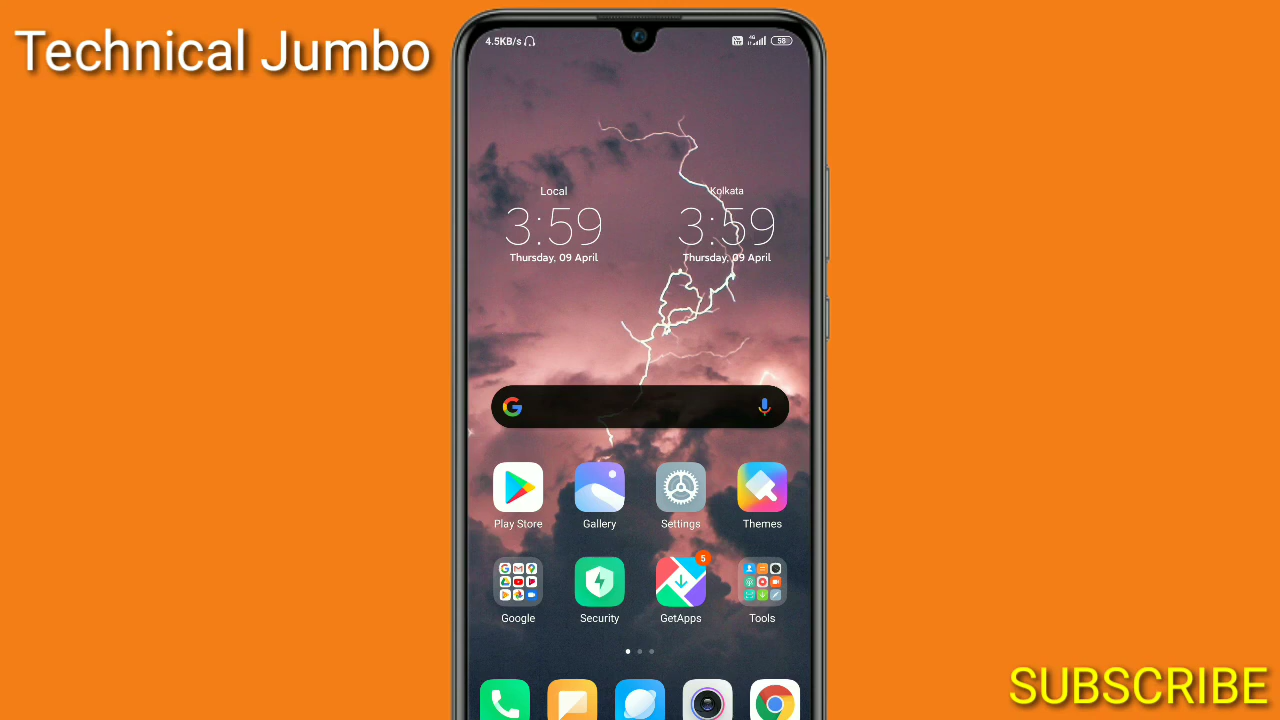 Technical Jumbo
4.5KB/s
4G
58
Local
Kolkata
3:59
3:59
Thursday, 09 April
Thursday, 09 April
Play Store
Gallery
Settings
Themes
5
Google
Security
GetApps
Tools
SUBSCRIBE